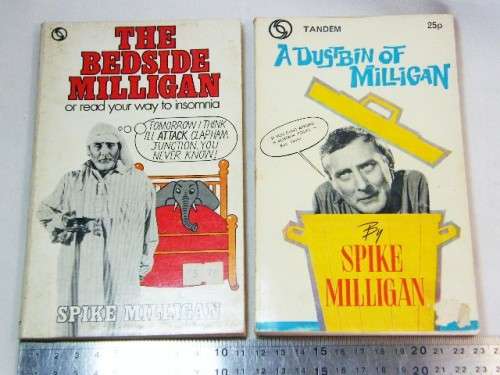 THE
BEDSIDE
MILLIGAN
or read your way to insomnia
TOMORROW I THINK
I'LL ATTACK CLAPHAM
JUNCTION. YOU
NEVER KNOW!
SPIKE MILLIGAN
TANDEM
25p
A DUSTBIN OF
MILLIGAN
By
SPIKE
MILLIGAN
10 11 12 13 14 15 16 17 18 19 20 21 22 23